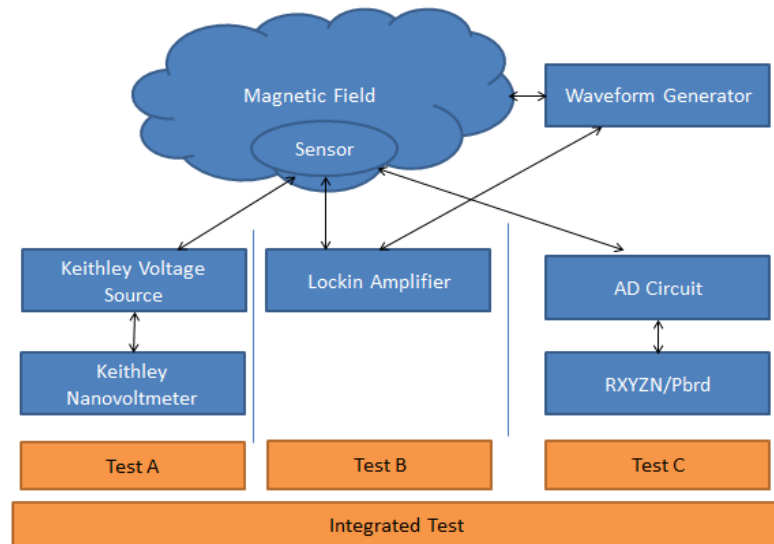 Magnetic Field
Waveform Generator
Sensor
Keithley Voltage
Source
Lockin Amplifier
AD Circuit
Keithley
Nanovoltmeter
RXYZN/Pbrd
Test A
Test B
Test C
Integrated Test